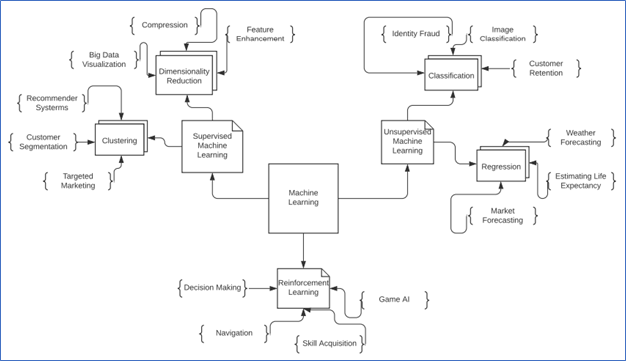 Compression
Feature
Enhancement
Big Data
Visualization
Dimensionality
Reduction
Identity Fraud
Image
Classification
Classification
Customer
Retention
Recommender
Systerms
Customer
Segmentation
Clustering
Targeted
Marketing
Supervised
Machine
Learning
Unsupervised
Machine
Learning
Weather
Forecasting
Regression
Estimating Life
Expectancy
Market
Forecasting
Machine
Learning
Reinforcement
Learning
Decision Making
Game AI
Navigation
Skill Acquisition